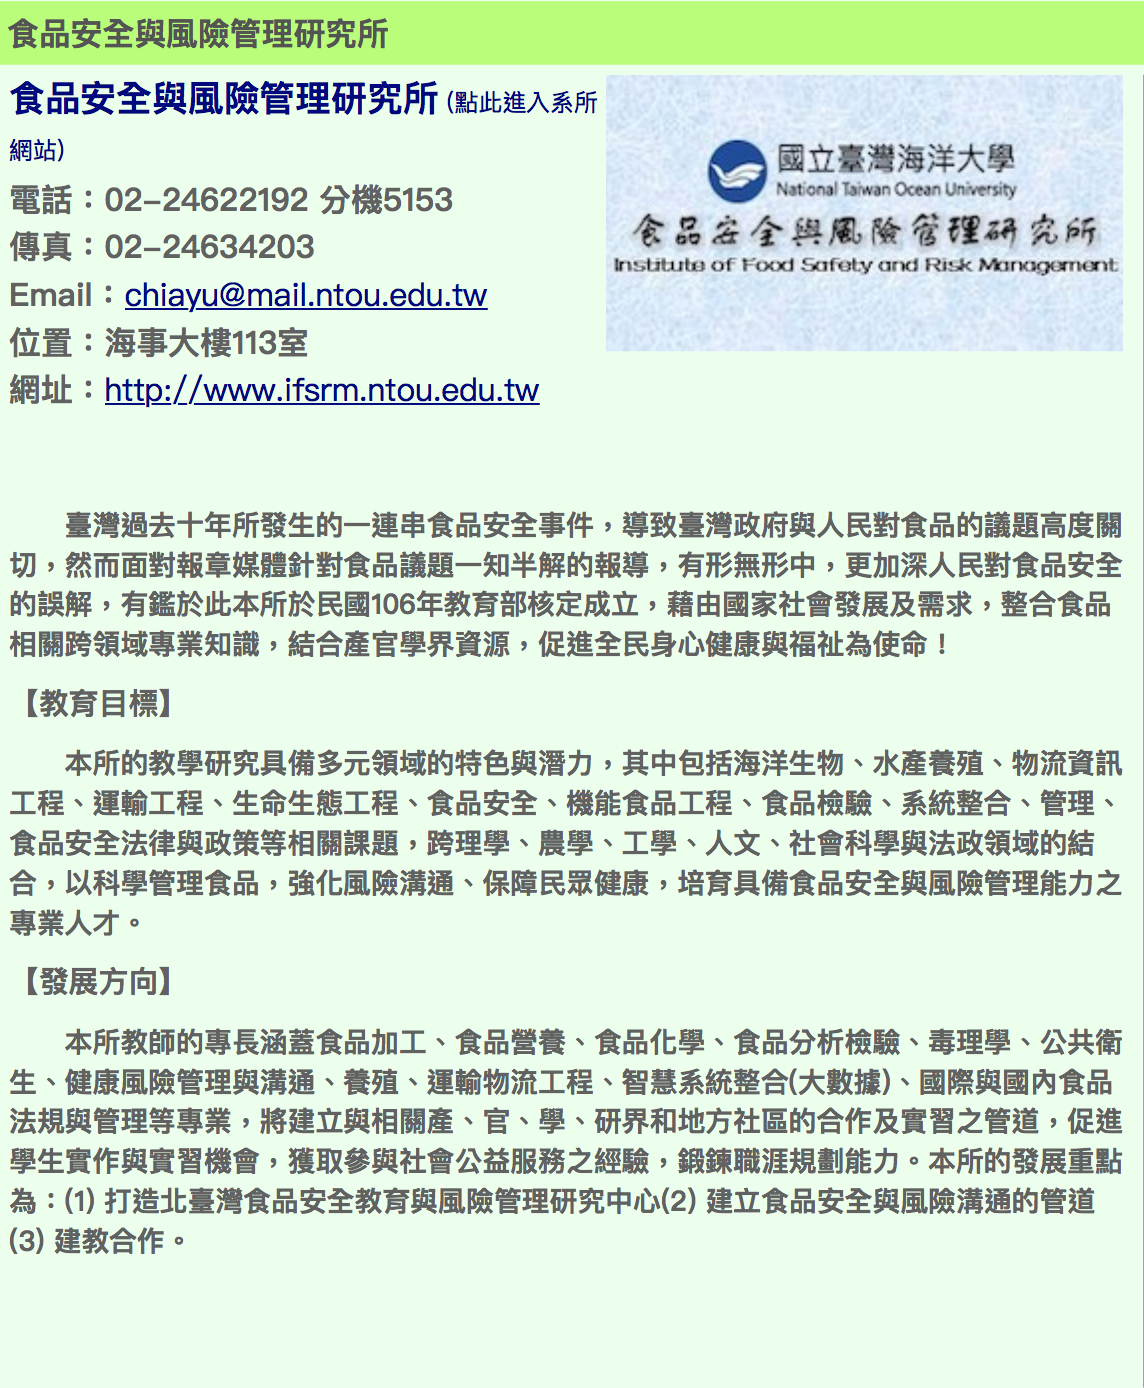 食品安全與風險管理研究所
食品安全與風險管理研究所 (點此進入系所
網站)
電話：02-24622192 分機5153
傳真：02-24634203
Email：chiayu@mail.ntou.edu.tw
位置：海事大樓113室
網址：http://www.ifsrm.ntou.edu.tw
國立臺灣海洋大學
National Taiwan Ocean University
食品安全與風險管理研究所
Institute of Food Safety and Risk Management
臺灣過去十年所發生的一連串食品安全事件，導致臺灣政府與人民對食品的議題高度關
切，然而面對報章媒體針對食品議題一知半解的報導，有形無形中，更加深人民對食品安全
的誤解，有鑑於此本所於民國106年教育部核定成立，藉由國家社會發展及需求，整合食品
相關跨領域專業知識，結合產官學界資源，促進全民身心健康與福祉為使命！
【教育目標】
本所的教學研究具備多元領域的特色與潛力，其中包括海洋生物、水產養殖、物流資訊
工程、運輸工程、生命生態工程、食品安全、機能食品工程、食品檢驗、系統整合、管理、
食品安全法律與政策等相關課題，跨理學、農學、工學、人文、社會科學與法政領域的結
合，以科學管理食品，強化風險溝通、保障民眾健康，培育具備食品安全與風險管理能力之
專業人才。
【發展方向】
本所教師的專長涵蓋食品加工、食品營養、食品化學、食品分析檢驗、毒理學、公共衛
生、健康風險管理與溝通、養殖、運輸物流工程、智慧系統整合(大數據)、國際與國內食品
法規與管理等專業，將建立與相關產、官、學、研界和地方社區的合作及實習之管道，促進
學生實作與實習機會，獲取參與社會公益服務之經驗，鍛鍊職涯規劃能力。本所的發展重點
為：(1) 打造北臺灣食品安全教育與風險管理研究中心(2) 建立食品安全與風險溝通的管道
(3) 建教合作。